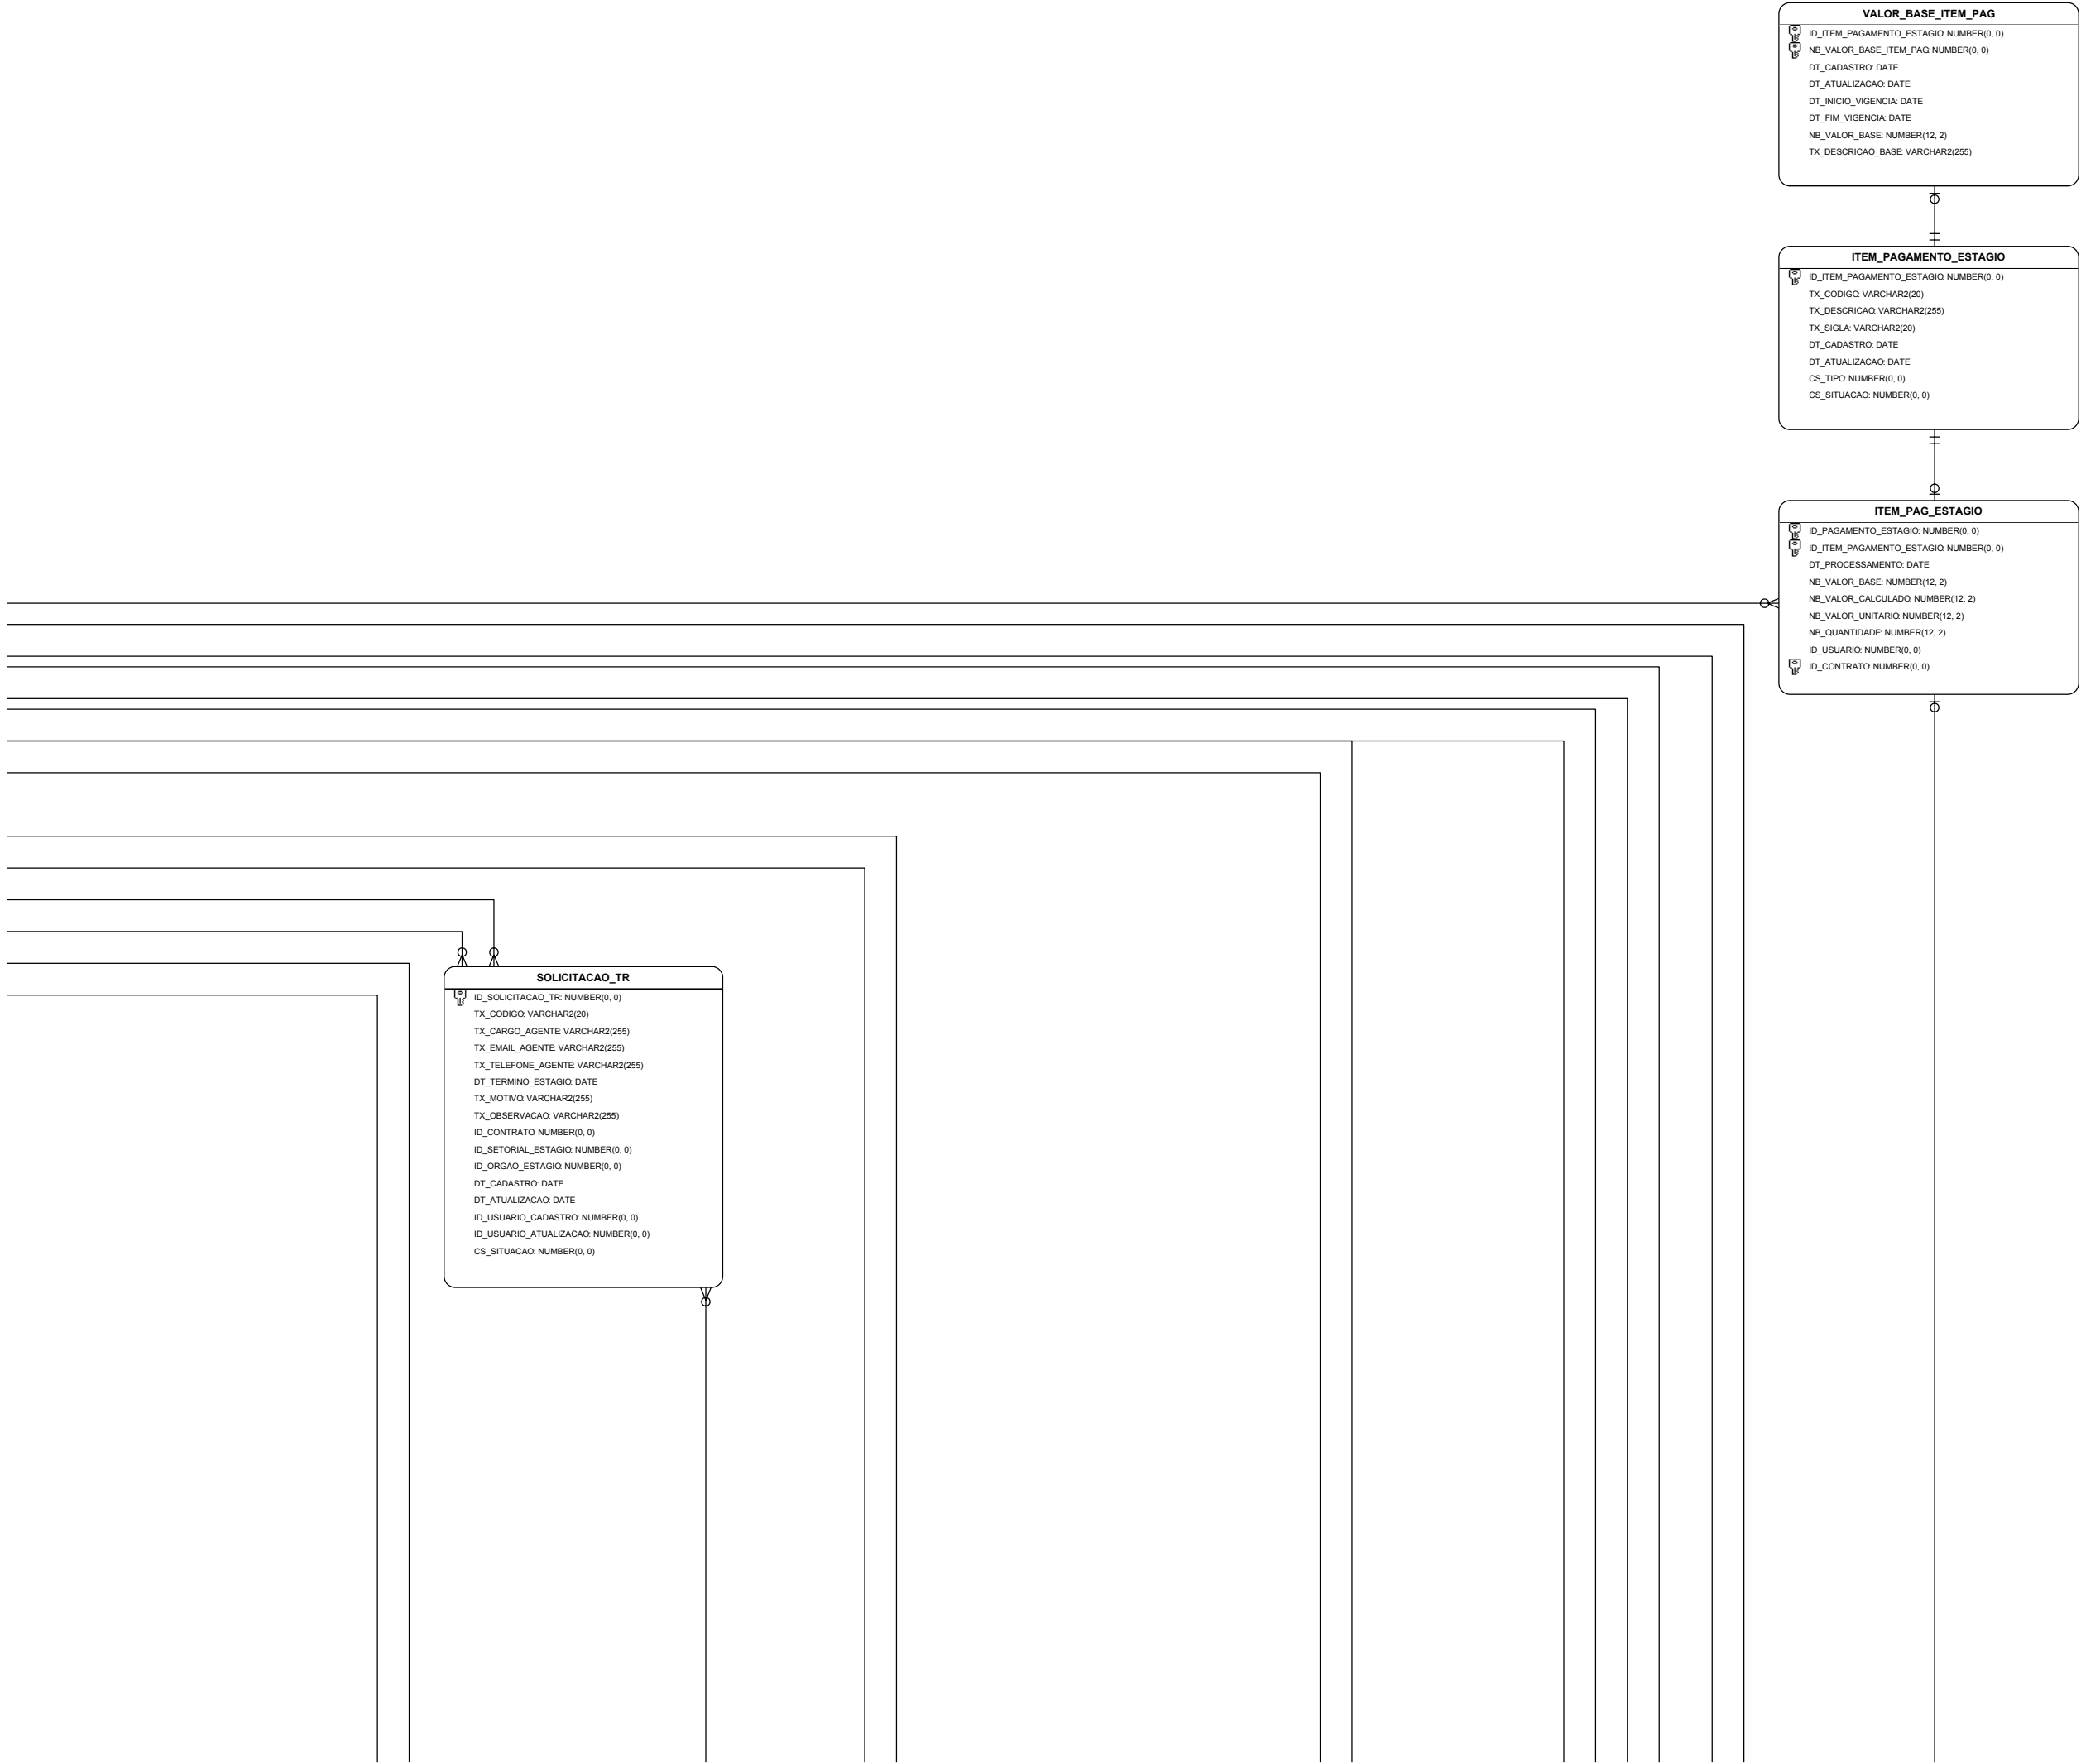 VALOR_BASE_ITEM_PAG
ID_ITEM_PAGAMENTO_ESTAGIO: NUMBER(0, 0)
NB_VALOR_BASE_ITEM_PAG: NUMBER(0, 0)
DT_CADASTRO: DATE
DT_ATUALIZACAO: DATE
DT_INICIO_VIGENCIA: DATE
DT_FIM_VIGENCIA: DATE
NB_VALOR_BASE: NUMBER(12, 2)
TX_DESCRICAO_BASE: VARCHAR2(255)
ITEM_PAGAMENTO_ESTAGIO
ID_ITEM_PAGAMENTO_ESTAGIO: NUMBER(0, 0)
TX_CODIGO: VARCHAR2(20)
TX_DESCRICAO: VARCHAR2(255)
TX_SIGLA: VARCHAR2(20)
DT_CADASTRO: DATE
DT_ATUALIZACAO: DATE
CS_TIPO: NUMBER(0, 0)
CS_SITUACAO: NUMBER(0, 0)
ITEM_PAG_ESTAGIO
ID_PAGAMENTO_ESTAGIO: NUMBER(0, 0)
ID_ITEM_PAGAMENTO_ESTAGIO: NUMBER(0, 0)
DT_PROCESSAMENTO: DATE
NB_VALOR_BASE: NUMBER(12, 2)
NB_VALOR_CALCULADO: NUMBER(12, 2)
NB_VALOR_UNITARIO: NUMBER(12, 2)
NB_QUANTIDADE: NUMBER(12, 2)
ID_USUARIO: NUMBER(0, 0)
ID_CONTRATO: NUMBER(0, 0)
SOLICITACAO_TR
ID_SOLICITACAO_TR: NUMBER(0, 0)
TX_CODIGO: VARCHAR2(20)
TX_CARGO_AGENTE: VARCHAR2(255)
TX_EMAIL_AGENTE: VARCHAR2(255)
TX_TELEFONE_AGENTE: VARCHAR2(255)
DT_TERMINO_ESTAGIO: DATE
TX_MOTIVO: VARCHAR2(255)
TX_OBSERVACAO: VARCHAR2(255)
ID_CONTRATO: NUMBER(0, 0)
ID_SETORIAL_ESTAGIO: NUMBER(0, 0)
ID_ORGAO_ESTAGIO: NUMBER(0, 0)
DT_CADASTRO: DATE
DT_ATUALIZACAO: DATE
ID_USUARIO_CADASTRO: NUMBER(0, 0)
ID_USUARIO_ATUALIZACAO: NUMBER(0, 0)
CS_SITUACAO: NUMBER(0, 0)